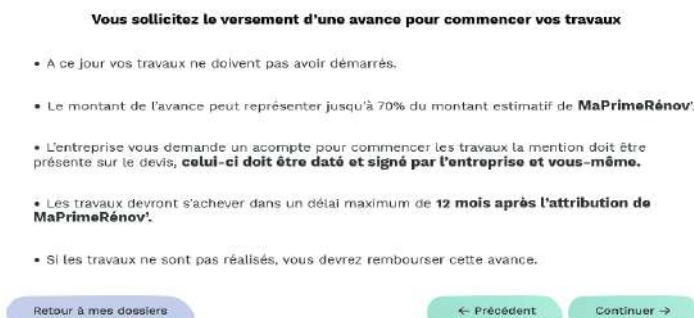 Vous sollicitez le versement d'une avance pour commencer vos travaux
• A ce jour vos travaux ne doivent pas avoir démarrés.
• Le montant de l'avance peut représenter jusqu'à 70% du montant estimatif de MaPrimeRénov'.
• L'entreprise vous demande un acompte pour commencer les travaux la mention doit être
présente sur le devis, celui-ci doit être daté et signé par l'entreprise et vous-même.
• Les travaux devront s'achever dans un délai maximum de 12 mois après l'attribution de
MaPrimeRénov'.
• Si les travaux ne sont pas réalisés, vous devrez rembourser cette avance.
Retour à mes dossiers
← Précédent
Continuer →